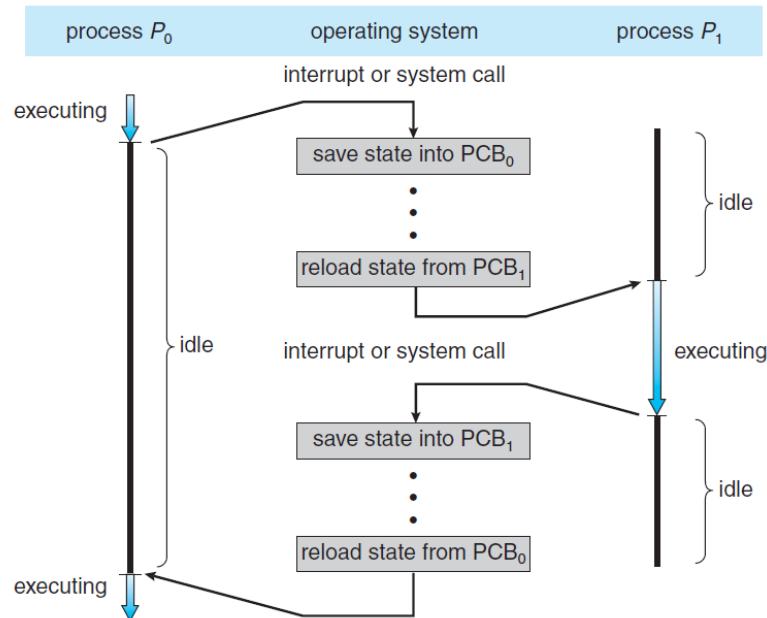 process P₀ operating system process P₁
interrupt or system call
executing
save state into PCB₀
idle
reload state from PCB₁
idle
interrupt or system call
executing
save state into PCB₁
idle
reload state from PCB₀
executing